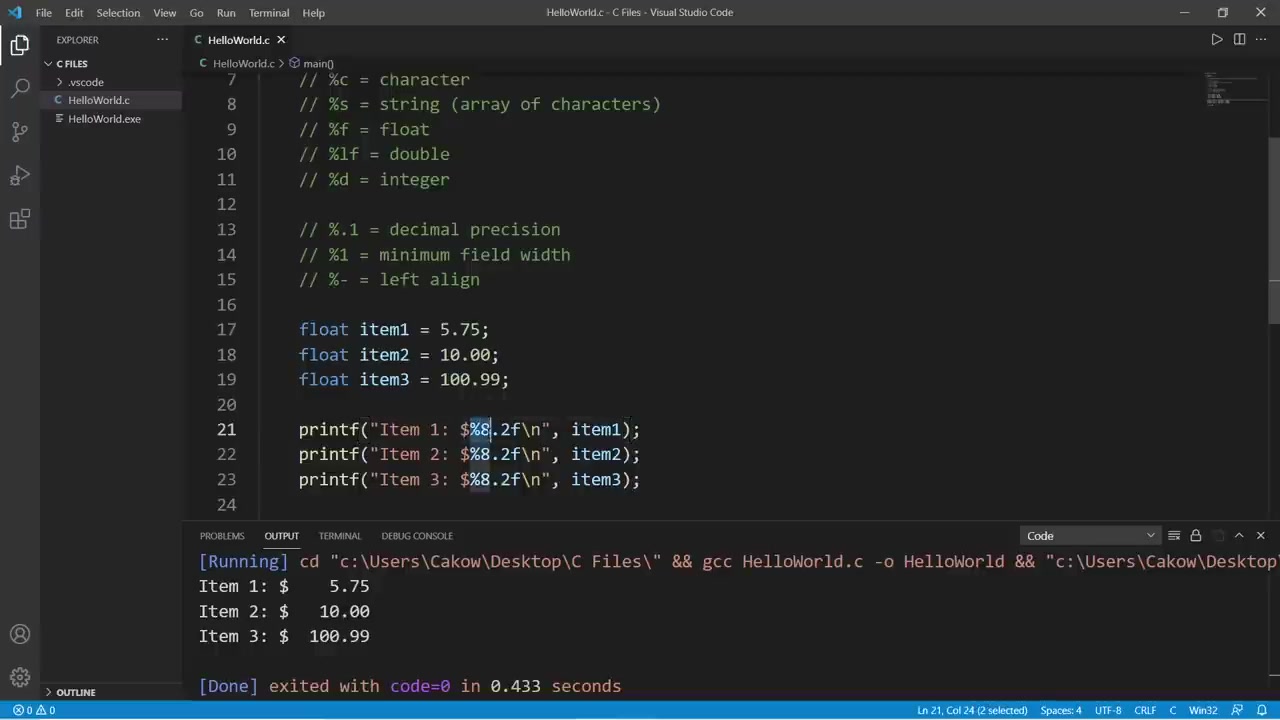 File Edit Selection View Go Run Terminal Help HelloWorld.c - C Files - Visual Studio Code
EXPLORER
C FILES
.vscode
HelloWorld.c
HelloWorld.exe
OUTLINE
C HelloWorld.c
C HelloWorld.c > main()
7 // %c = character
8 // %s = string (array of characters)
9 // %f = float
10 // %lf = double
11 // %d = integer
12
13 // %.1 = decimal precision
14 // %1 = minimum field width
15 // %- = left align
16
17 float item1 = 5.75;
18 float item2 = 10.00;
19 float item3 = 100.99;
20
21 printf("Item 1: $%8.2f\n", item1);
22 printf("Item 2: $%8.2f\n", item2);
23 printf("Item 3: $%8.2f\n", item3);
24
PROBLEMS OUTPUT TERMINAL DEBUG CONSOLE Code
[Running] cd "c:\Users\Cakow\Desktop\C Files\" && gcc HelloWorld.c -o HelloWorld && "c:\Users\Cakow\Desktop
Item 1: $    5.75
Item 2: $   10.00
Item 3: $  100.99
[Done] exited with code=0 in 0.433 seconds
0 0 Ln 21, Col 24 (2 selected) Spaces: 4 UTF-8 CRLF C Win32